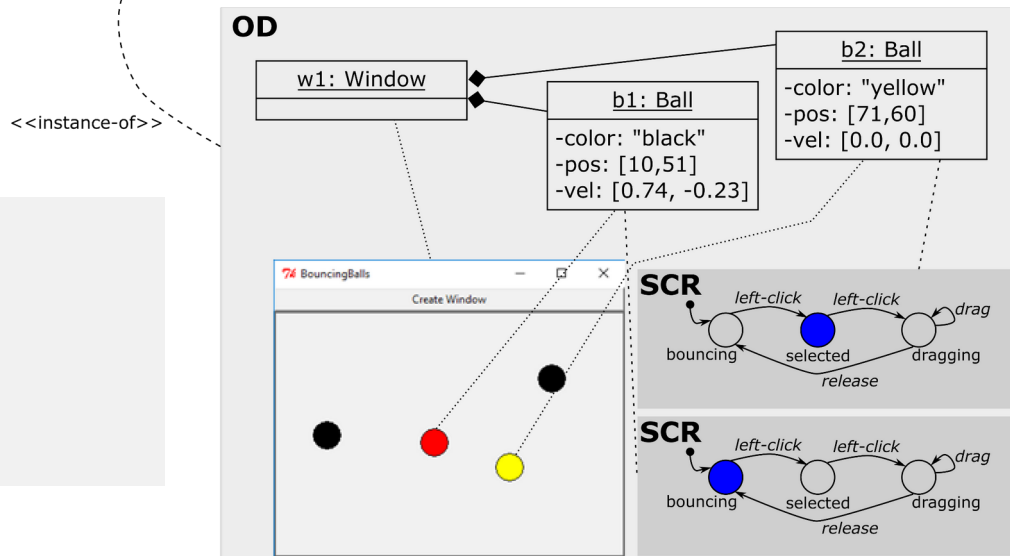 OD
<<instance-of>>
w1: Window
b1: Ball
-color: "black"
-pos: [10,51]
-vel: [0.74, -0.23]
b2: Ball
-color: "yellow"
-pos: [71,60]
-vel: [0.0, 0.0]
BouncingBalls
Create Window
SCR
left-click
left-click
drag
bouncing
selected
dragging
release
SCR
left-click
left-click
drag
bouncing
selected
dragging
release